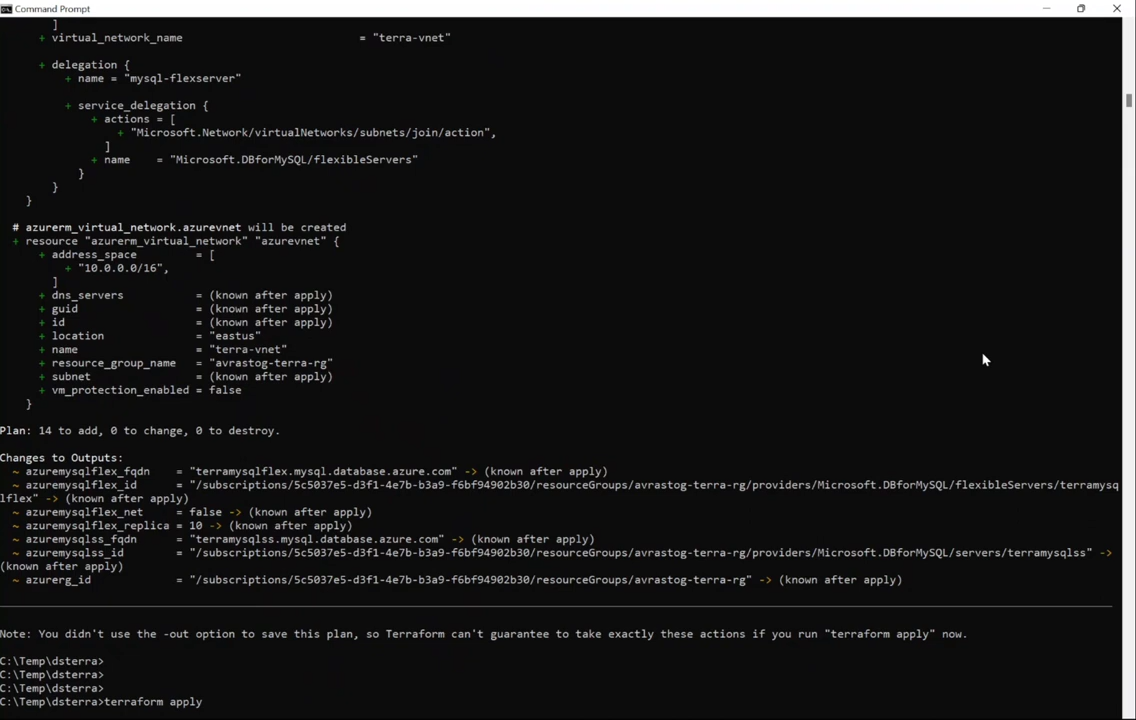 Command Prompt
]
+ virtual_network_name = "terra-vnet"
+ delegation {
+ name = "mysql-flexserver"
+ service_delegation {
+ actions = [
+ "Microsoft.Network/virtualNetworks/subnets/join/action",
]
+ name = "Microsoft.DBforMySQL/flexibleServers"
}
}
}
# azurerm_virtual_network.azurevnet will be created
+ resource "azurerm_virtual_network" "azurevnet" {
+ address_space = [
+ "10.0.0.0/16",
]
+ dns_servers = (known after apply)
+ guid = (known after apply)
+ id = (known after apply)
+ location = "eastus"
+ name = "terra-vnet"
+ resource_group_name = "avrastog-terra-rg"
+ subnet = (known after apply)
+ vm_protection_enabled = false
}
Plan: 14 to add, 0 to change, 0 to destroy.
Changes to Outputs:
~ azuremysqlflex_fqdn = "terramysqlflex.mysql.database.azure.com" -> (known after apply)
~ azuremysqlflex_id = "/subscriptions/5c5037e5-d3f1-4e7b-b3a9-f6bf94902b30/resourceGroups/avrastog-terra-rg/providers/Microsoft.DBforMySQL/flexibleServers/terramysq
lflex" -> (known after apply)
~ azuremysqlflex_net = false -> (known after apply)
~ azuremysqlflex_replica = 10 -> (known after apply)
~ azuremysqlss_fqdn = "terramysqlss.mysql.database.azure.com" -> (known after apply)
~ azuremysqlss_id = "/subscriptions/5c5037e5-d3f1-4e7b-b3a9-f6bf94902b30/resourceGroups/avrastog-terra-rg/providers/Microsoft.DBforMySQL/servers/terramysqlss" ->
(known after apply)
~ azurerg_id = "/subscriptions/5c5037e5-d3f1-4e7b-b3a9-f6bf94902b30/resourceGroups/avrastog-terra-rg" -> (known after apply)
Note: You didn't use the -out option to save this plan, so Terraform can't guarantee to take exactly these actions if you run "terraform apply" now.
C:\Temp\dsterra>
C:\Temp\dsterra>
C:\Temp\dsterra>
C:\Temp\dsterra>terraform apply